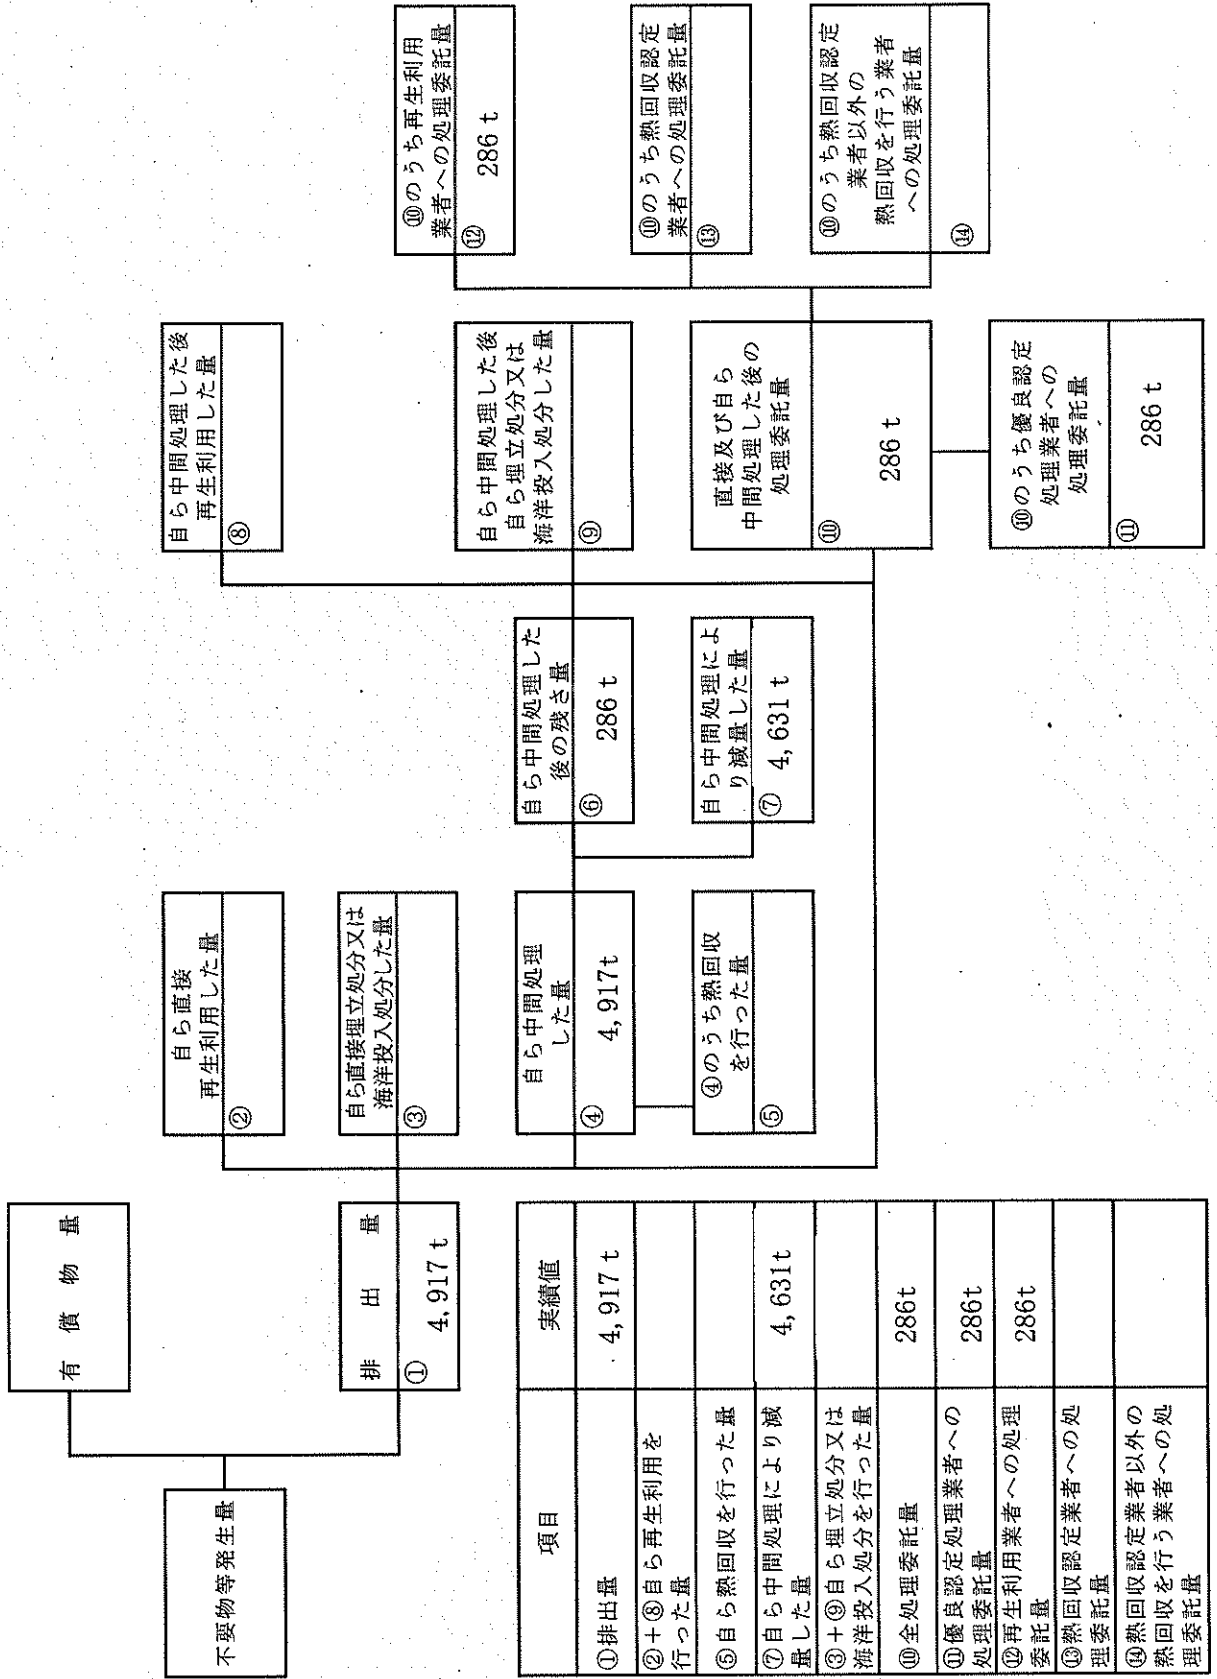 不要物等発生量
有償物量
排出量
① 4,917 t
自ら直接
再生利用した量
②
自ら直接埋立処分又は
海洋投入処分した量
③
自ら中間処理
した量
④ 4,917t
④のうち熱回収
を行った量
⑤
自ら中間処理した
後の残さ量
⑥ 286 t
自ら中間処理によ
り減量した量
⑦ 4,631 t
自ら中間処理した後
再生利用した量
⑧
自ら中間処理した後
自ら埋立処分又は
海洋投入処分した量
⑨
直接及び自ら
中間処理した後の
処理委託量
⑩ 286 t
⑩のうち優良認定
処理業者への
処理委託量
⑪ 286 t
⑩のうち再生利用
業者への処理委託量
⑫ 286 t
⑩のうち熱回収認定
業者への処理委託量
⑬
⑩のうち熱回収認定
業者以外の
熱回収を行う業者
への処理委託量
⑭
項目 実績値
①排出量 4,917 t
②+⑧自ら再生利用を
行った量
⑤自ら熱回収を行った量
⑦自ら中間処理により減
量した量 4,631t
③+⑨自ら埋立処分又は
海洋投入処分を行った量
⑩全処理委託量 286t
⑪優良認定処理業者への
処理委託量 286t
⑫再生利用業者への処理
委託量 286t
⑬熱回収認定業者への処
理委託量
⑭熱回収認定業者以外の
熱回収を行う業者への処
理委託量